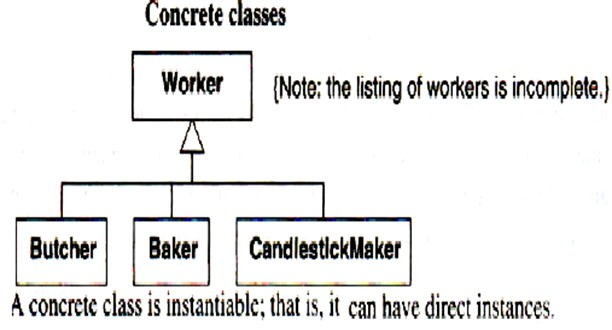 Concrete classes
Worker
{Note: the listing of workers is incomplete.}
Butcher Baker CandlestickMaker
A concrete class is instantiable; that is, it can have direct instances.